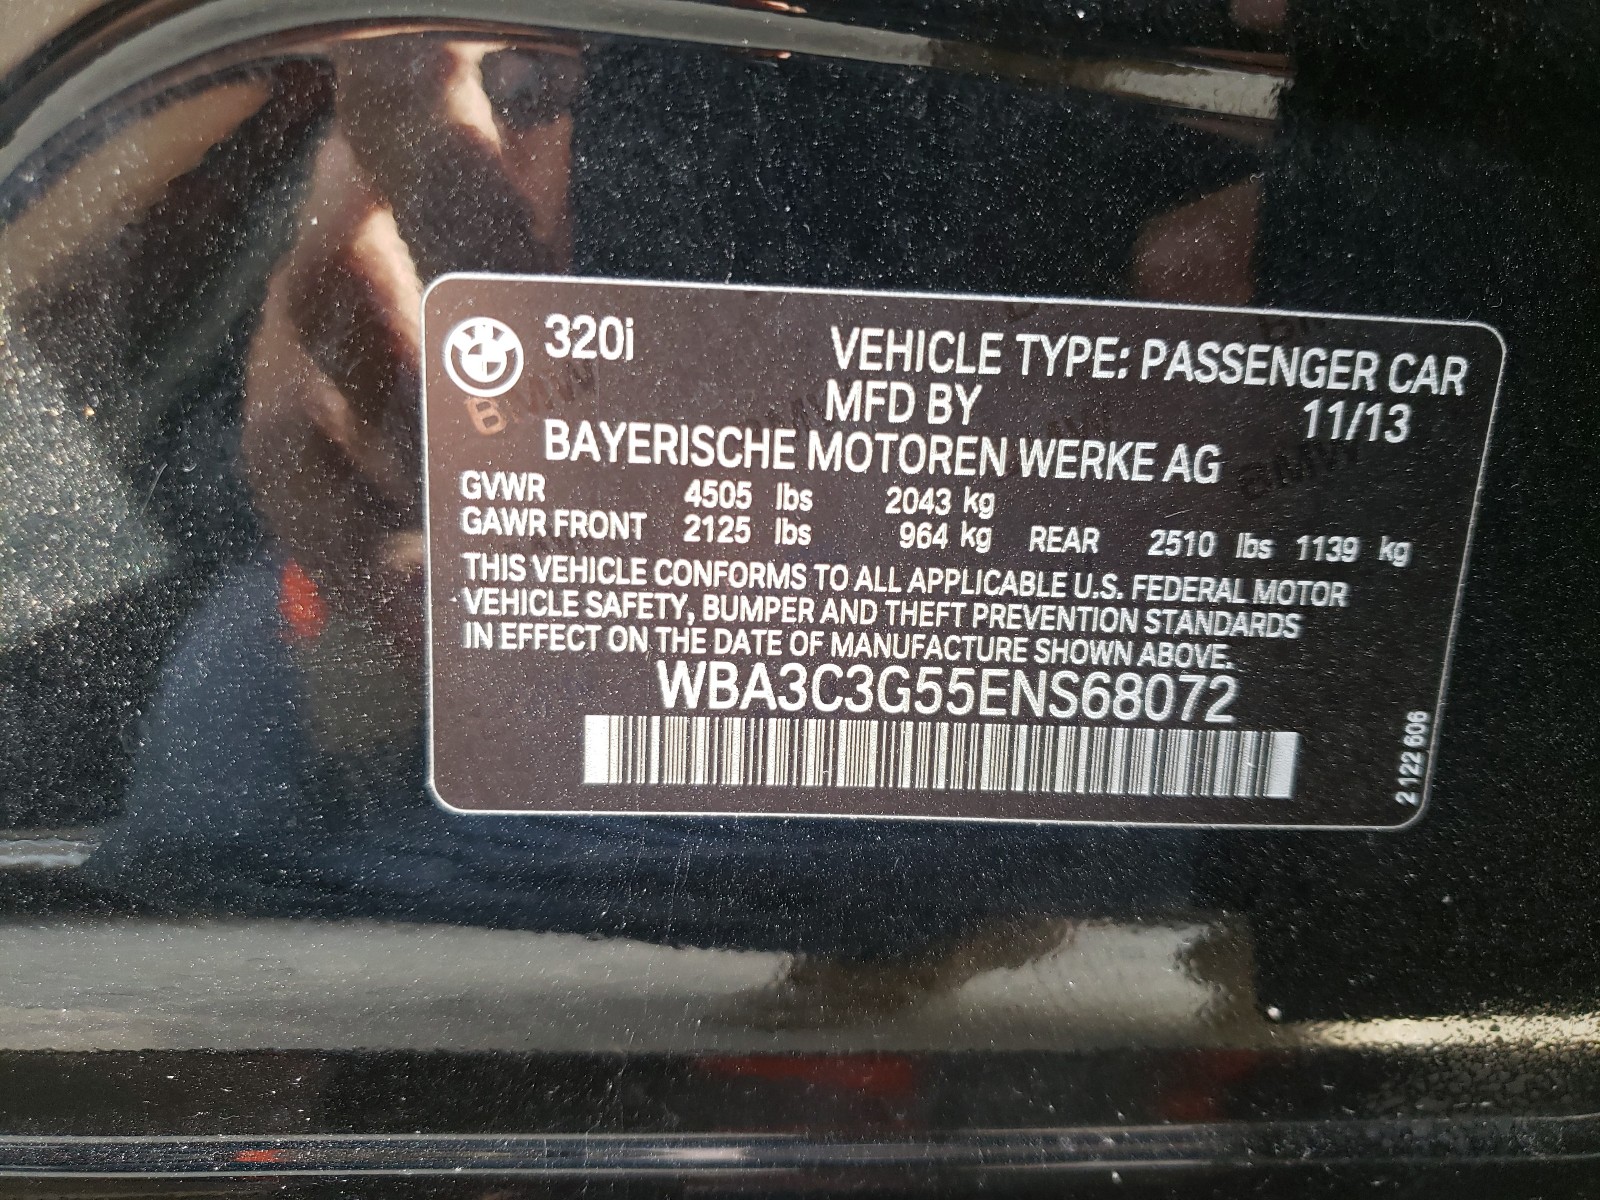 320i
VEHICLE TYPE: PASSENGER CAR
MFD BY 11/13
BAYERISCHE MOTOREN WERKE AG
GVWR 4505 lbs 2043 kg
GAWR FRONT 2125 lbs 964 kg REAR 2510 lbs 1139 kg
THIS VEHICLE CONFORMS TO ALL APPLICABLE U.S. FEDERAL MOTOR
VEHICLE SAFETY, BUMPER AND THEFT PREVENTION STANDARDS
IN EFFECT ON THE DATE OF MANUFACTURE SHOWN ABOVE.
WBA3C3G55ENS68072
2 122 606